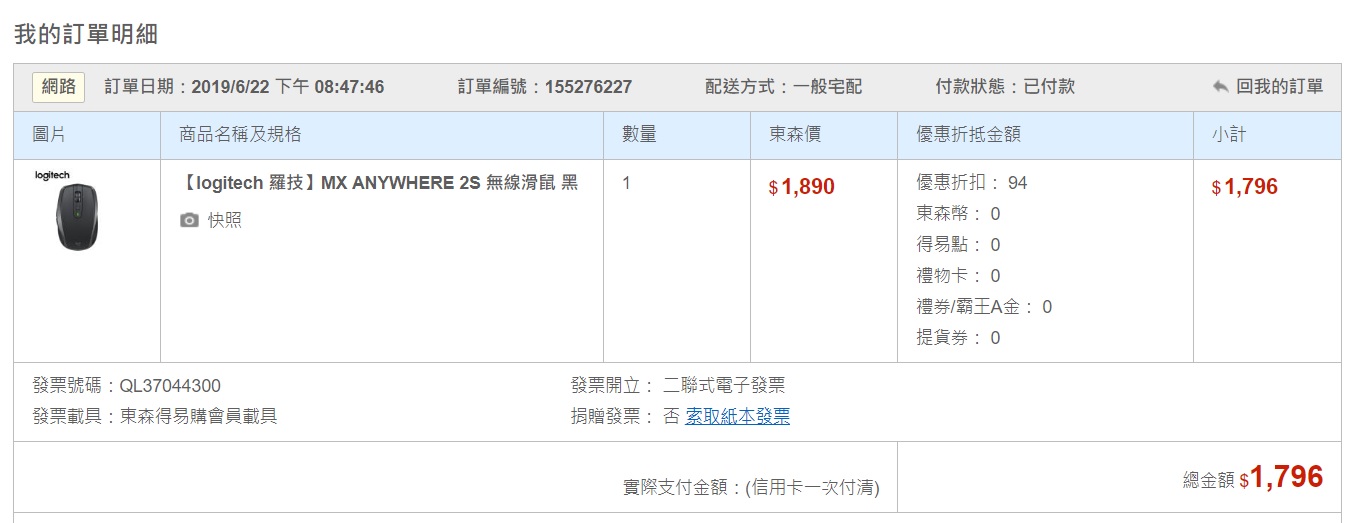 我的訂單明細
網路 訂單日期：2019/6/22 下午 08:47:46 訂單編號：155276227 配送方式：一般宅配 付款狀態：已付款 回我的訂單
圖片 商品名稱及規格 數量 東森價 優惠折抵金額 小計
logitech
【logitech 羅技】MX ANYWHERE 2S 無線滑鼠 黑 1 $1,890 優惠折扣： 94 $1,796
快照
東森幣： 0
得易點： 0
禮物卡： 0
禮券/霸王A金： 0
提貨券： 0
發票號碼：QL37044300 發票開立： 二聯式電子發票
發票載具：東森得易購會員載具 捐贈發票： 否 索取紙本發票
實際支付金額：(信用卡一次付清) 總金額 $1,796